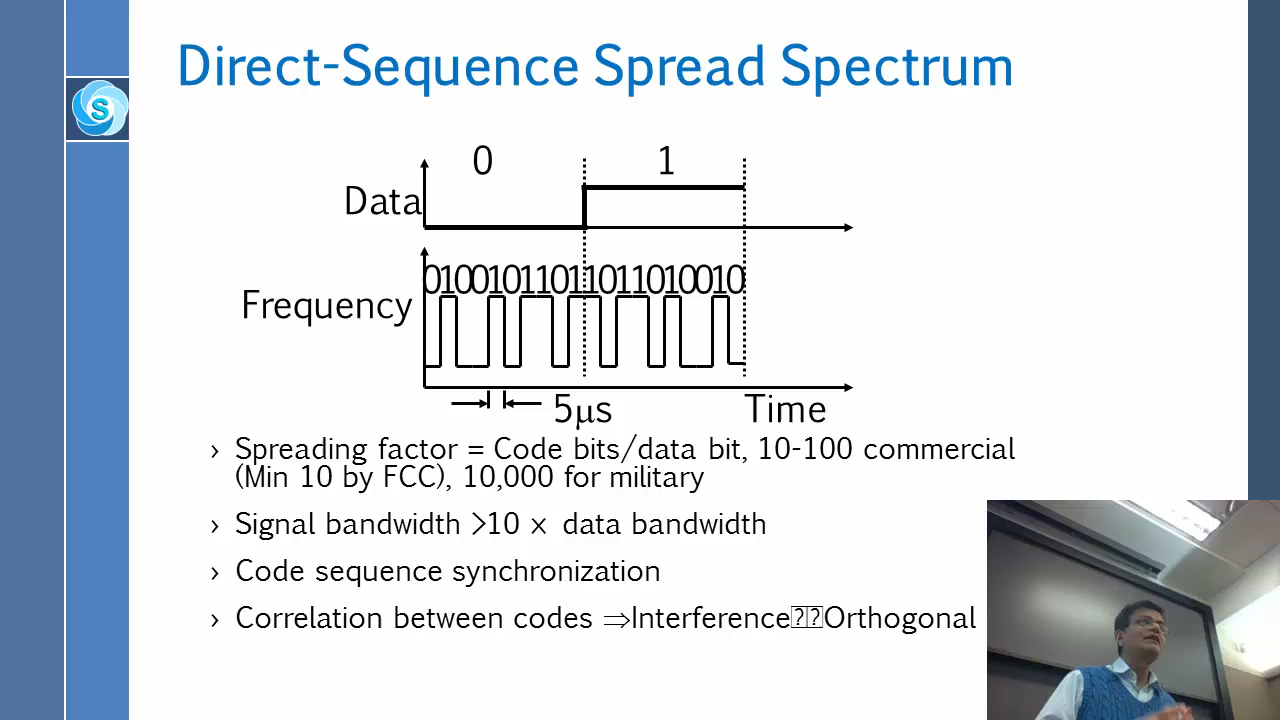 Direct-Sequence Spread Spectrum
S
0 1
Data
01001011011011010010
Frequency
5μs Time
› Spreading factor = Code bits/data bit, 10-100 commercial
(Min 10 by FCC), 10,000 for military
› Signal bandwidth >10 × data bandwidth
› Code sequence synchronization
› Correlation between codes ⇒Interference⍰⍰Orthogonal